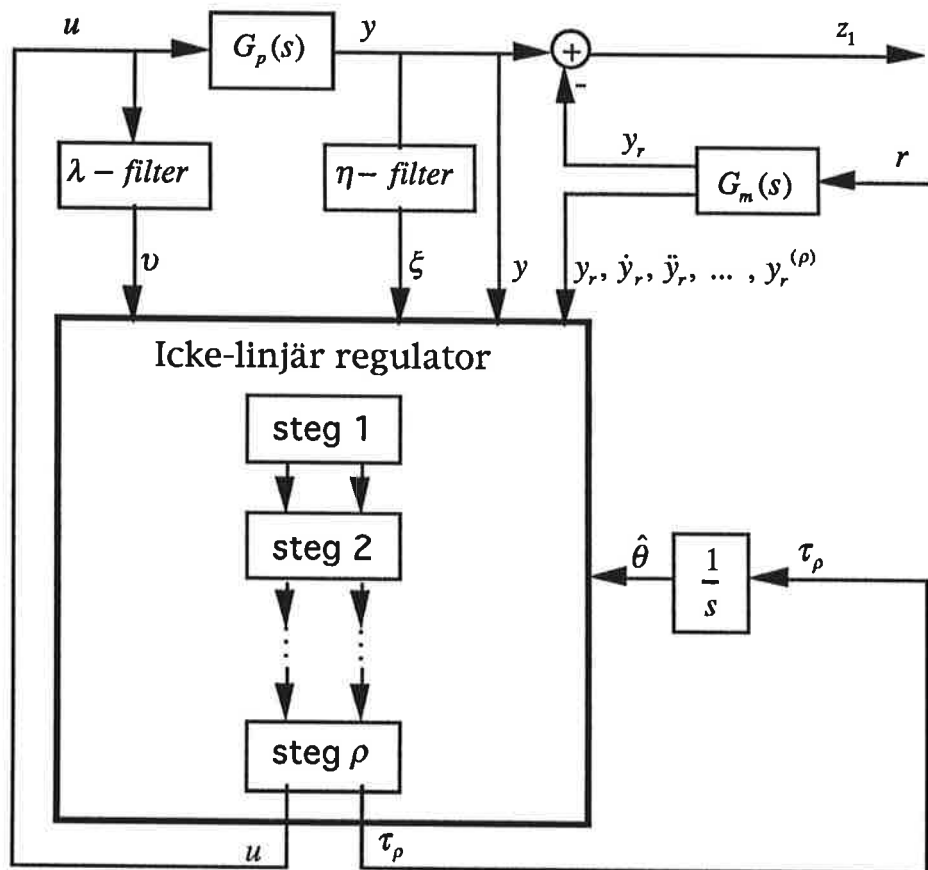 u
G_p(s)
y
+
-
z_1
λ – filter
η – filter
y_r
G_m(s)
r
υ
ξ
y
y_r, ẏ_r, ÿ_r, ... , y_r^(ρ)
Icke-linjär regulator
steg 1
steg 2
θ̂
1/s
τ_ρ
steg ρ
u
τ_ρ